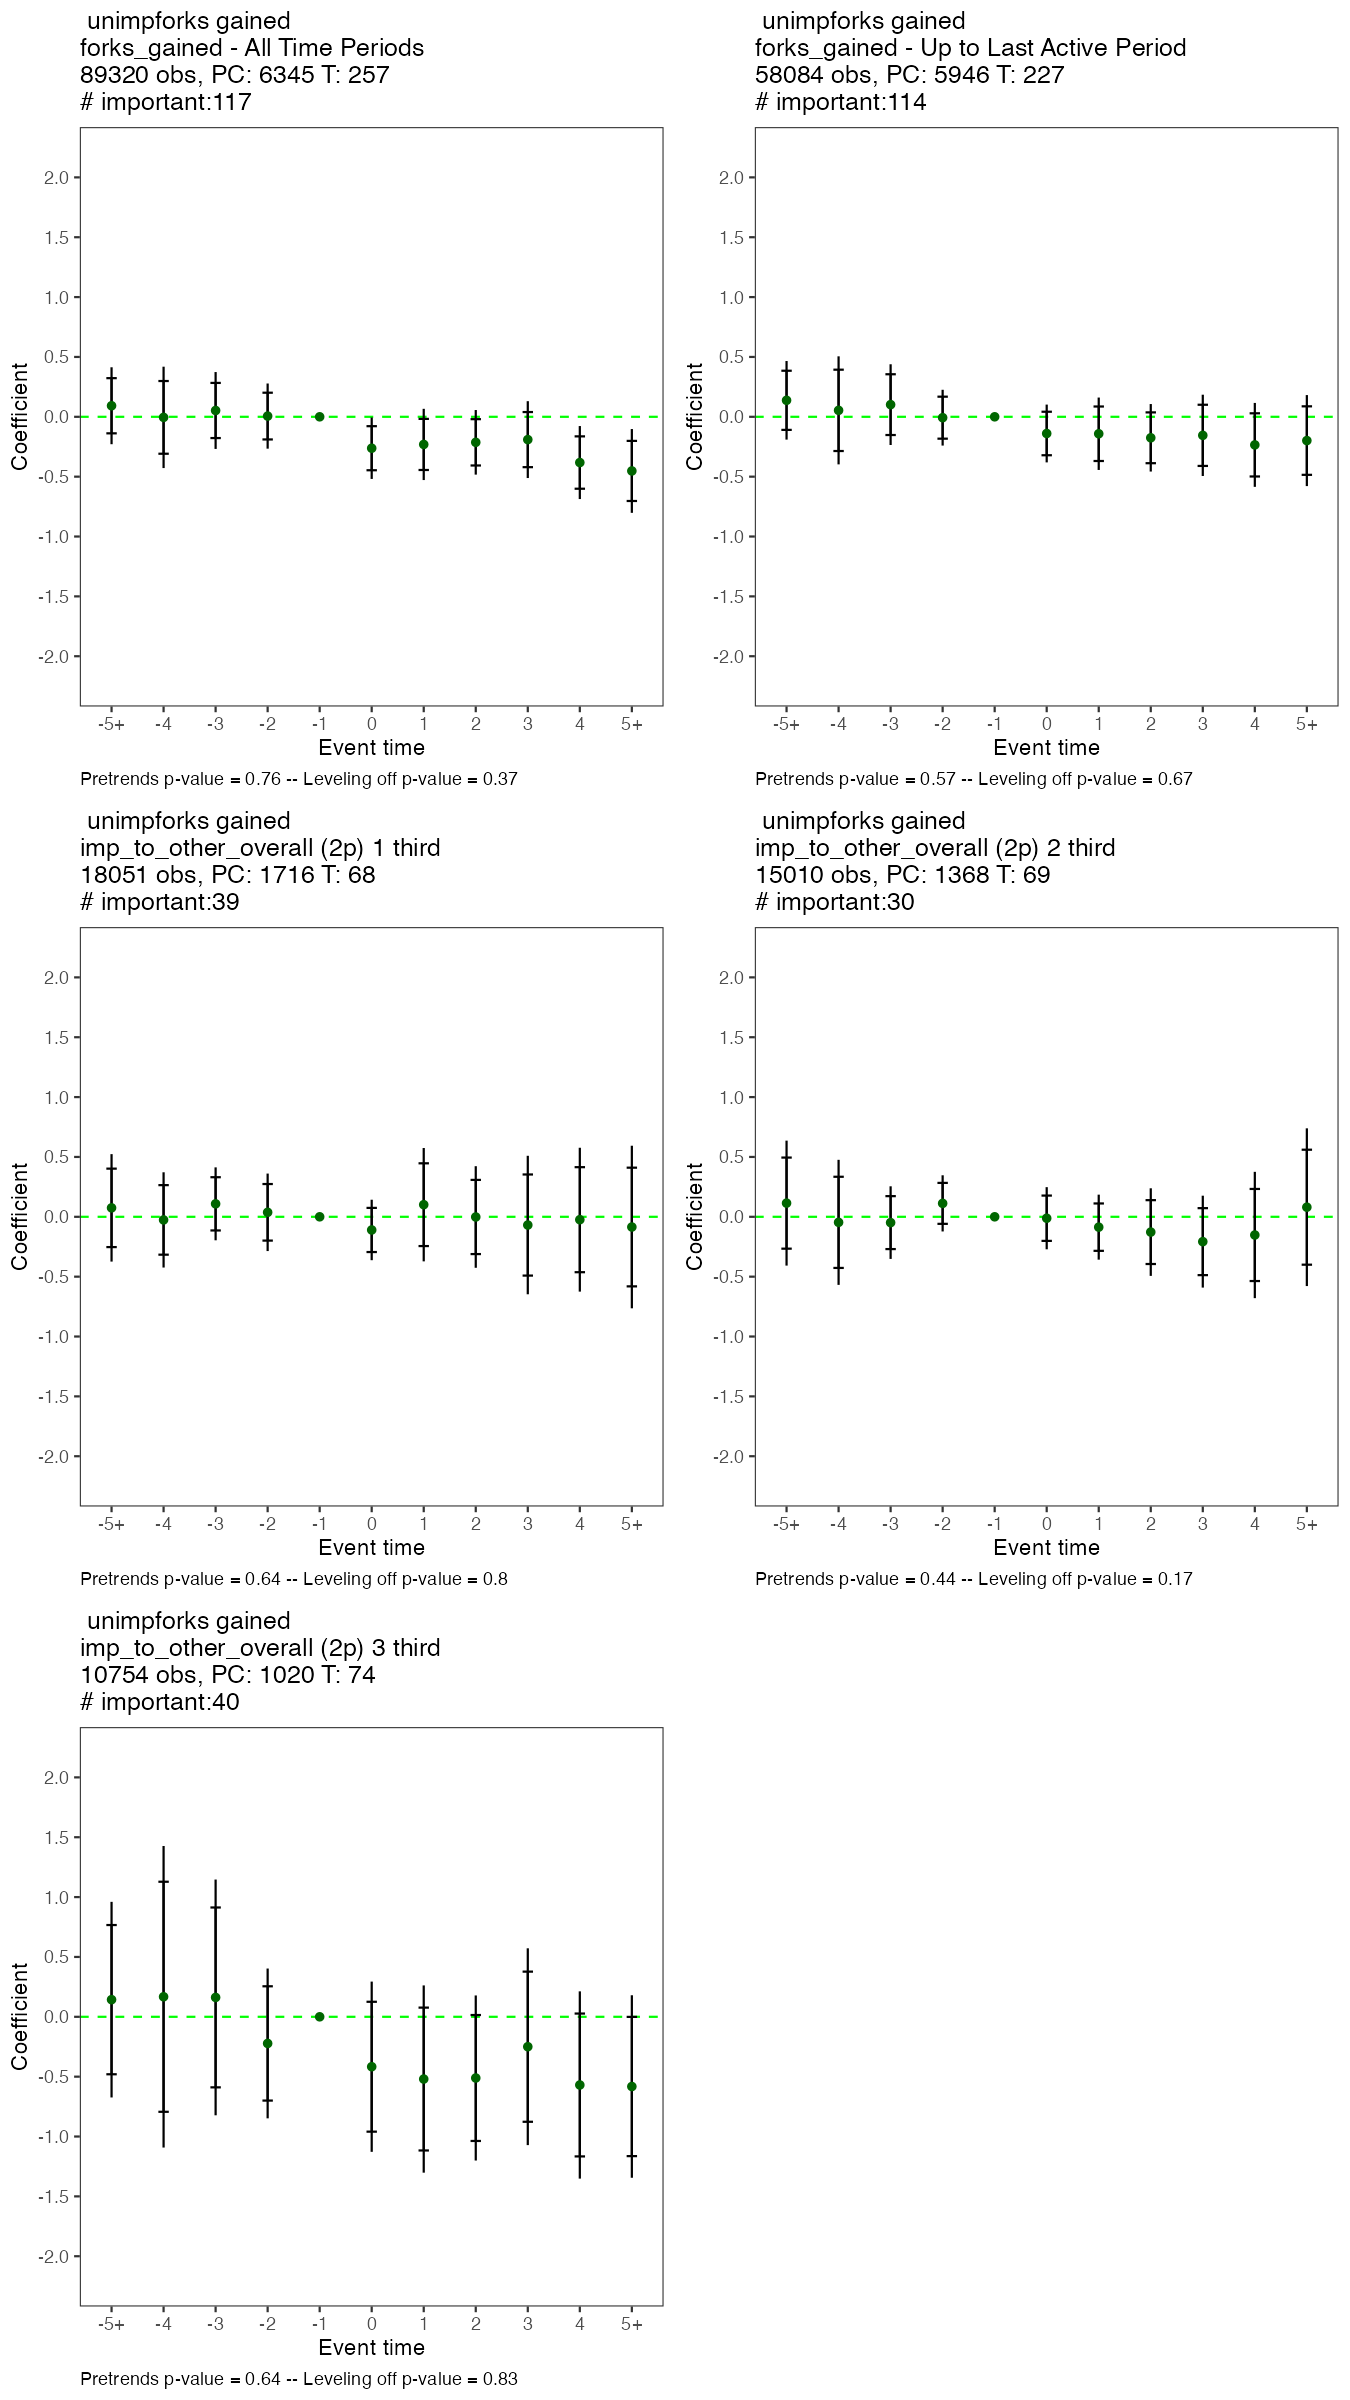 unimpforks gained
forks_gained - All Time Periods
89320 obs, PC: 6345 T: 257
# important:117
2.0
1.5
1.0
0.5
0.0
-0.5
-1.0
-1.5
-2.0
Coefficient
-5+ -4 -3 -2 -1 0 1 2 3 4 5+
Event time
Pretrends p-value = 0.76 -- Leveling off p-value = 0.37
unimpforks gained
forks_gained - Up to Last Active Period
58084 obs, PC: 5946 T: 227
# important:114
2.0
1.5
1.0
0.5
0.0
-0.5
-1.0
-1.5
-2.0
Coefficient
-5+ -4 -3 -2 -1 0 1 2 3 4 5+
Event time
Pretrends p-value = 0.57 -- Leveling off p-value = 0.67
unimpforks gained
imp_to_other_overall (2p) 1 third
18051 obs, PC: 1716 T: 68
# important:39
2.0
1.5
1.0
0.5
0.0
-0.5
-1.0
-1.5
-2.0
Coefficient
-5+ -4 -3 -2 -1 0 1 2 3 4 5+
Event time
Pretrends p-value = 0.64 -- Leveling off p-value = 0.8
unimpforks gained
imp_to_other_overall (2p) 2 third
15010 obs, PC: 1368 T: 69
# important:30
2.0
1.5
1.0
0.5
0.0
-0.5
-1.0
-1.5
-2.0
Coefficient
-5+ -4 -3 -2 -1 0 1 2 3 4 5+
Event time
Pretrends p-value = 0.44 -- Leveling off p-value = 0.17
unimpforks gained
imp_to_other_overall (2p) 3 third
10754 obs, PC: 1020 T: 74
# important:40
2.0
1.5
1.0
0.5
0.0
-0.5
-1.0
-1.5
-2.0
Coefficient
-5+ -4 -3 -2 -1 0 1 2 3 4 5+
Event time
Pretrends p-value = 0.64 -- Leveling off p-value = 0.83